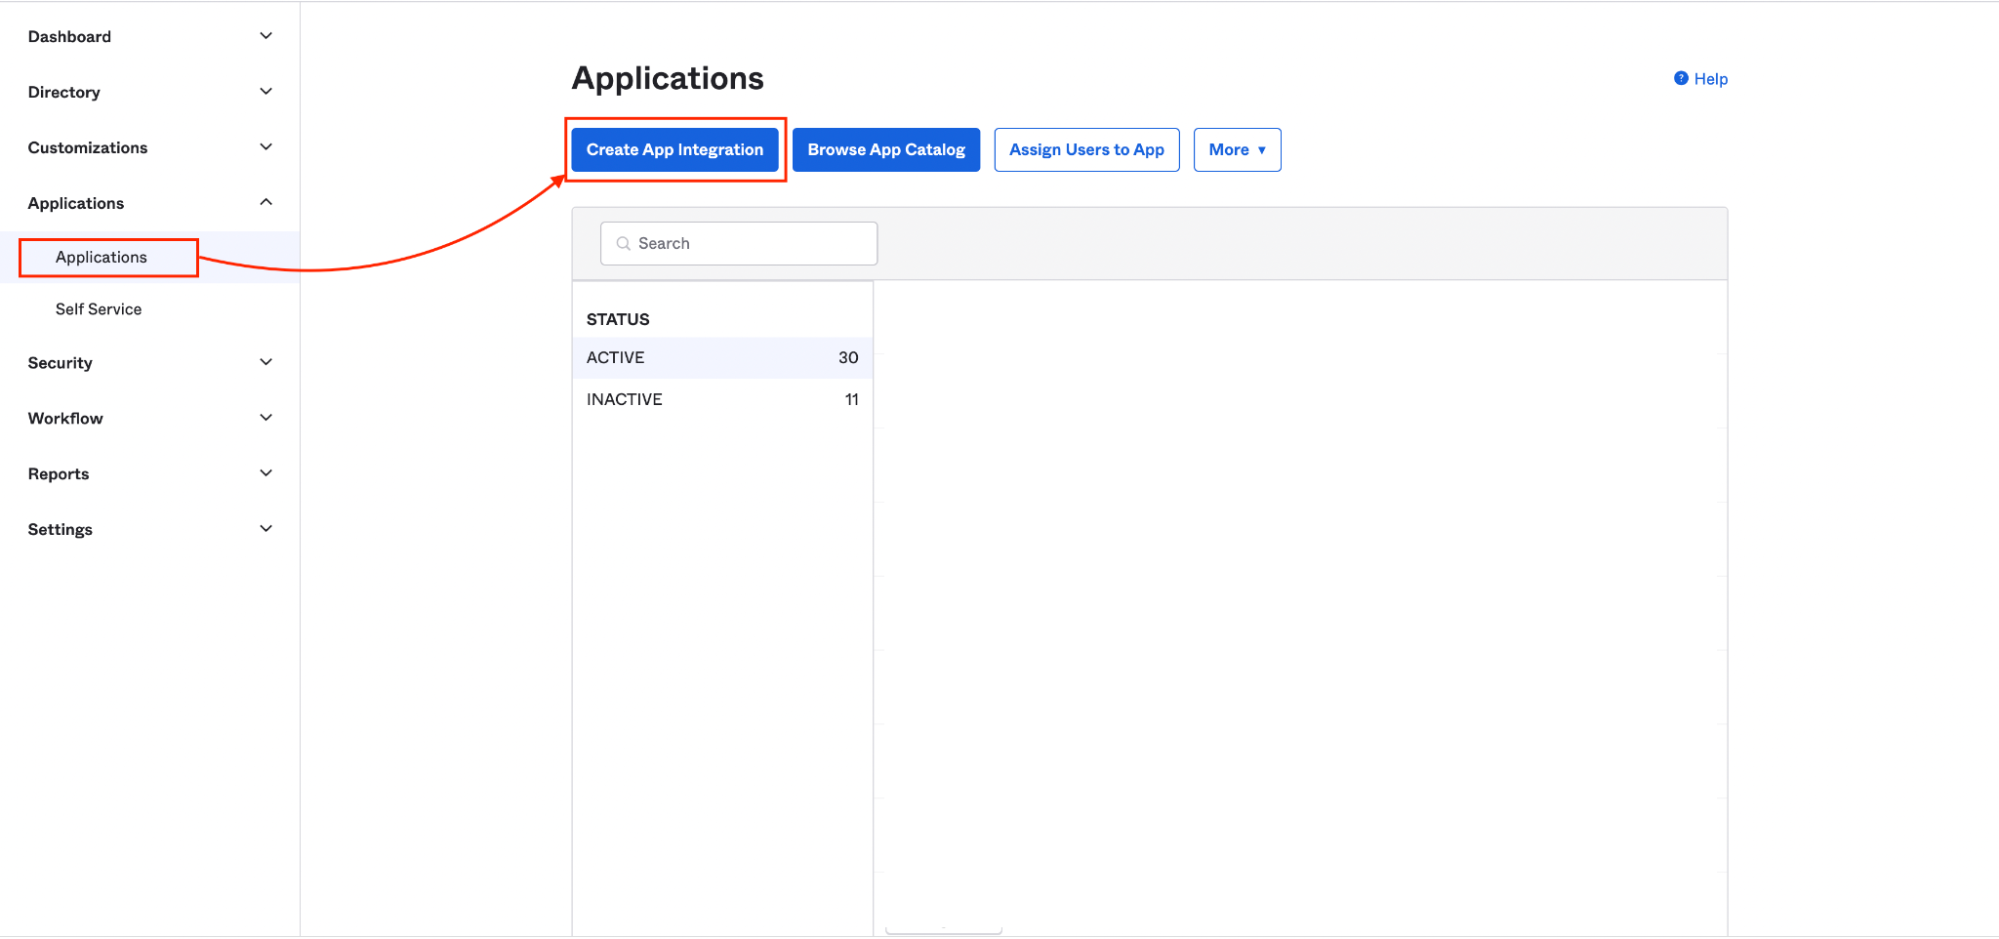 Dashboard
Directory
Customizations
Applications
Applications
Self Service
Security
Workflow
Reports
Settings
Applications
Help
Create App Integration
Browse App Catalog
Assign Users to App
More
Search
STATUS
ACTIVE 30
INACTIVE 11